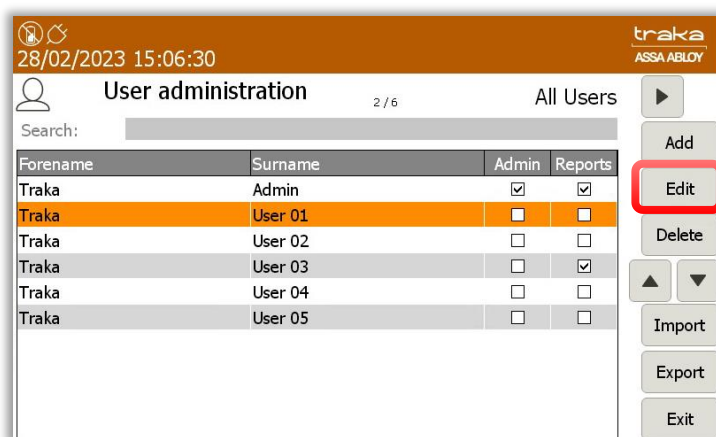 traka
28/02/2023 15:06:30
ASSA ABLOY
User administration 2/6 All Users
Search:
Add
Forename Surname Admin Reports
Traka Admin
Edit
Traka User 01
Traka User 02
Delete
Traka User 03
Traka User 04
Traka User 05
Import
Export
Exit